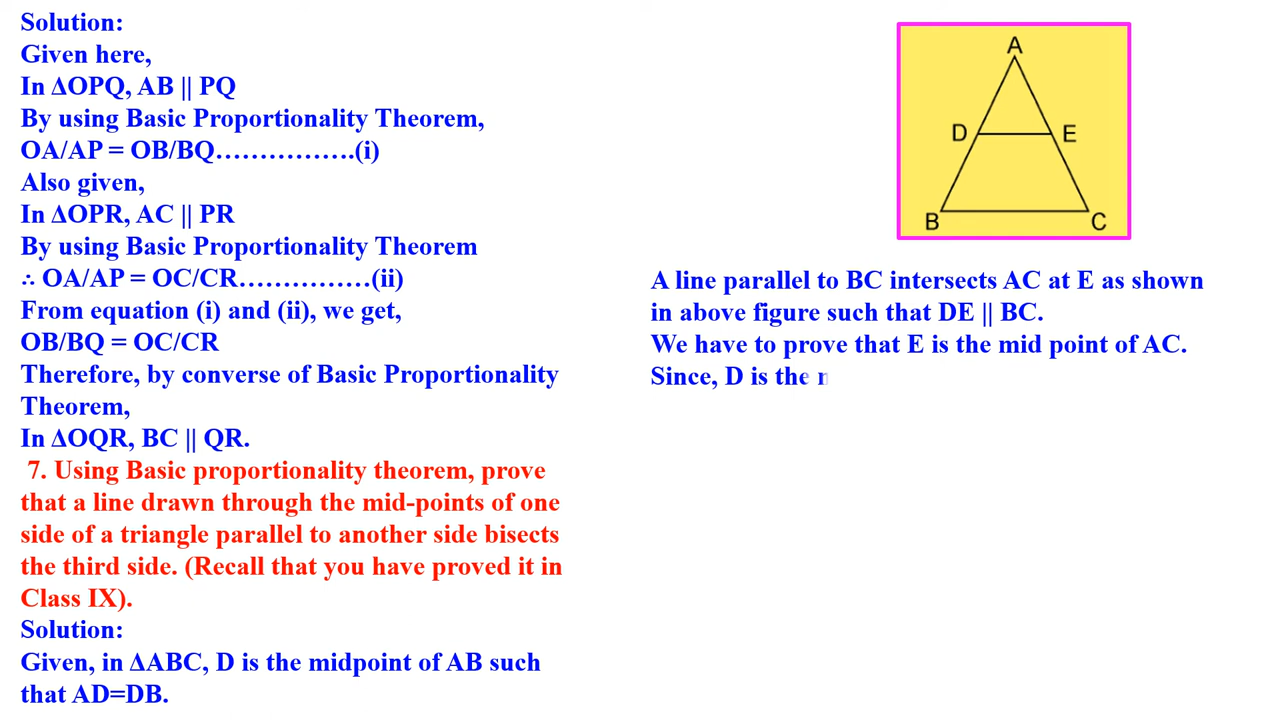 Solution:
Given here,
In ΔOPQ, AB || PQ
By using Basic Proportionality Theorem,
OA/AP = OB/BQ…………….(i)
Also given,
In ΔOPR, AC || PR
By using Basic Proportionality Theorem
∴ OA/AP = OC/CR……………(ii)
From equation (i) and (ii), we get,
OB/BQ = OC/CR
Therefore, by converse of Basic Proportionality
Theorem,
In ΔOQR, BC || QR.
7. Using Basic proportionality theorem, prove
that a line drawn through the mid-points of one
side of a triangle parallel to another side bisects
the third side. (Recall that you have proved it in
Class IX).
Solution:
Given, in ΔABC, D is the midpoint of AB such
that AD=DB.
A
D E
B C
A line parallel to BC intersects AC at E as shown
in above figure such that DE || BC.
We have to prove that E is the mid point of AC.
Since, D is the